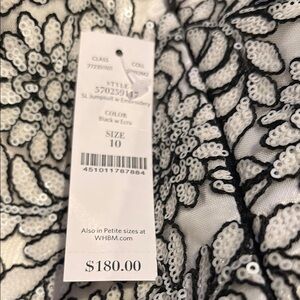 CLASS COLL
STYLE
SL Jumpsuit w Embroidery
COLOR
Black w Ecru
SIZE
10
451011787884
Also in Petite sizes at
WHBM.com
$180.00